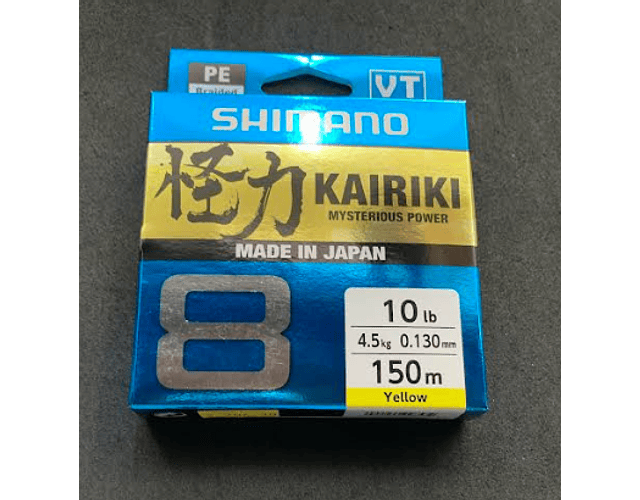 PE
Braided
VT
SHIMANO
怪力 KAIRIKI
MYSTERIOUS POWER
MADE IN JAPAN
8
10 lb
4.5kg 0.130mm
150m
Yellow